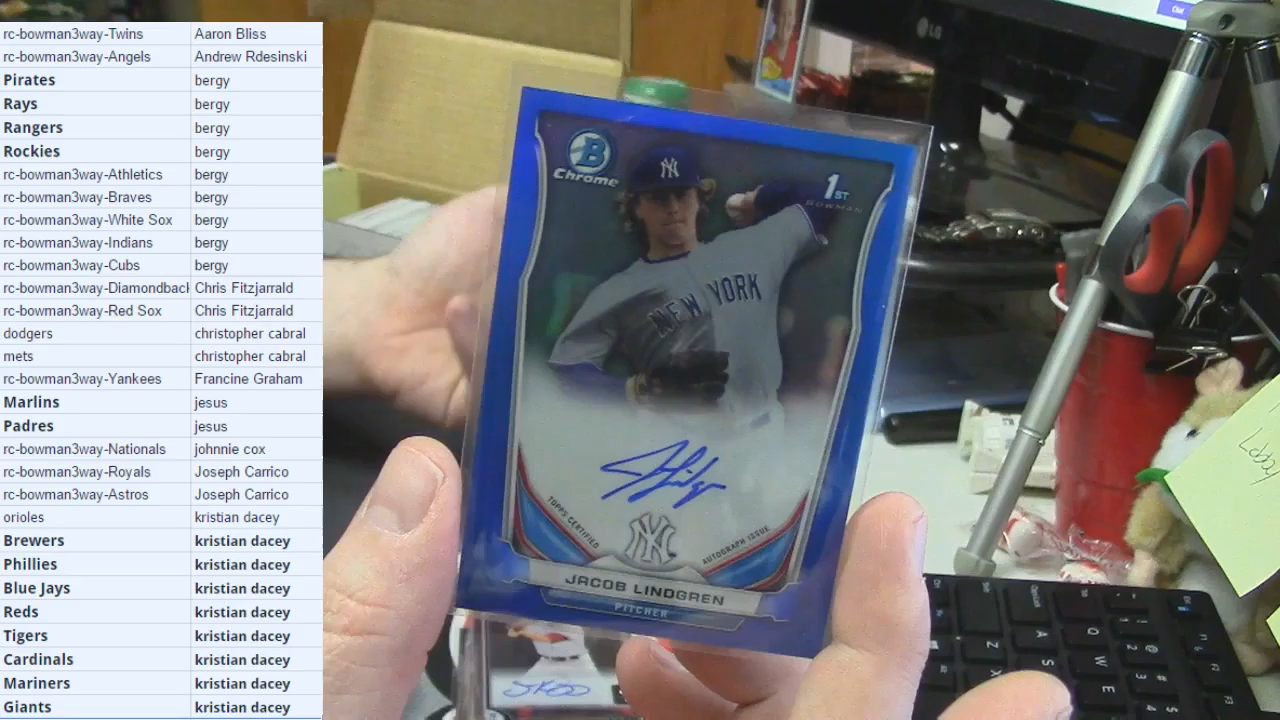 rc-bowman3way-Twins Aaron Bliss
rc-bowman3way-Angels Andrew Rdesinski
Pirates bergy
Rays bergy
Rangers bergy
Rockies bergy
rc-bowman3way-Athletics bergy
rc-bowman3way-Braves bergy
rc-bowman3way-White Sox bergy
rc-bowman3way-Indians bergy
rc-bowman3way-Cubs bergy
rc-bowman3way-Diamondback Chris Fitzjarrald
rc-bowman3way-Red Sox Chris Fitzjarrald
dodgers christopher cabral
mets christopher cabral
rc-bowman3way-Yankees Francine Graham
Marlins jesus
Padres jesus
rc-bowman3way-Nationals johnnie cox
rc-bowman3way-Royals Joseph Carrico
rc-bowman3way-Astros Joseph Carrico
orioles kristian dacey
Brewers kristian dacey
Phillies kristian dacey
Blue Jays kristian dacey
Reds kristian dacey
Tigers kristian dacey
Cardinals kristian dacey
Mariners kristian dacey
Giants kristian dacey
LG
B
Chrome
1ST
BOWMAN
NY
NEW YORK
TOPPS CERTIFIED
NY
AUTOGRAPH ISSUE
JACOB LINDGREN
PITCHER